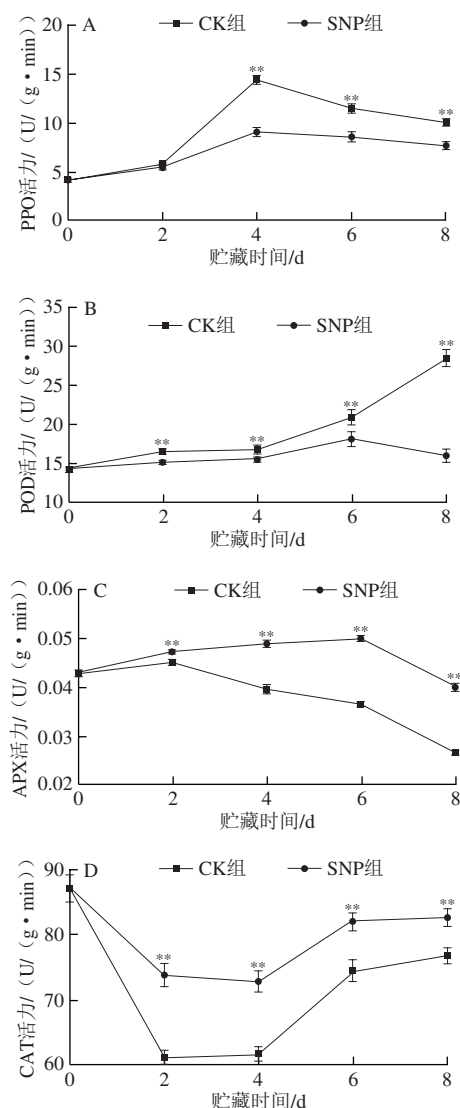 A
CK组 SNP组
20
15
10
5
0
** ** **
0 2 4 6 8
贮藏时间/d
PPO活力/（U/（g·min））
B
CK组 SNP组
35
30
25
20
15
10
** ** ** **
0 2 4 6 8
贮藏时间/d
POD活力/（U/（g·min））
C
CK组 SNP组
0.06
0.05
0.04
0.03
0.02
** ** ** **
0 2 4 6 8
贮藏时间/d
APX活力/（U/（g·min））
D
CK组 SNP组
90
80
70
60
** ** ** **
0 2 4 6 8
贮藏时间/d
CAT活力/（U/（g·min））